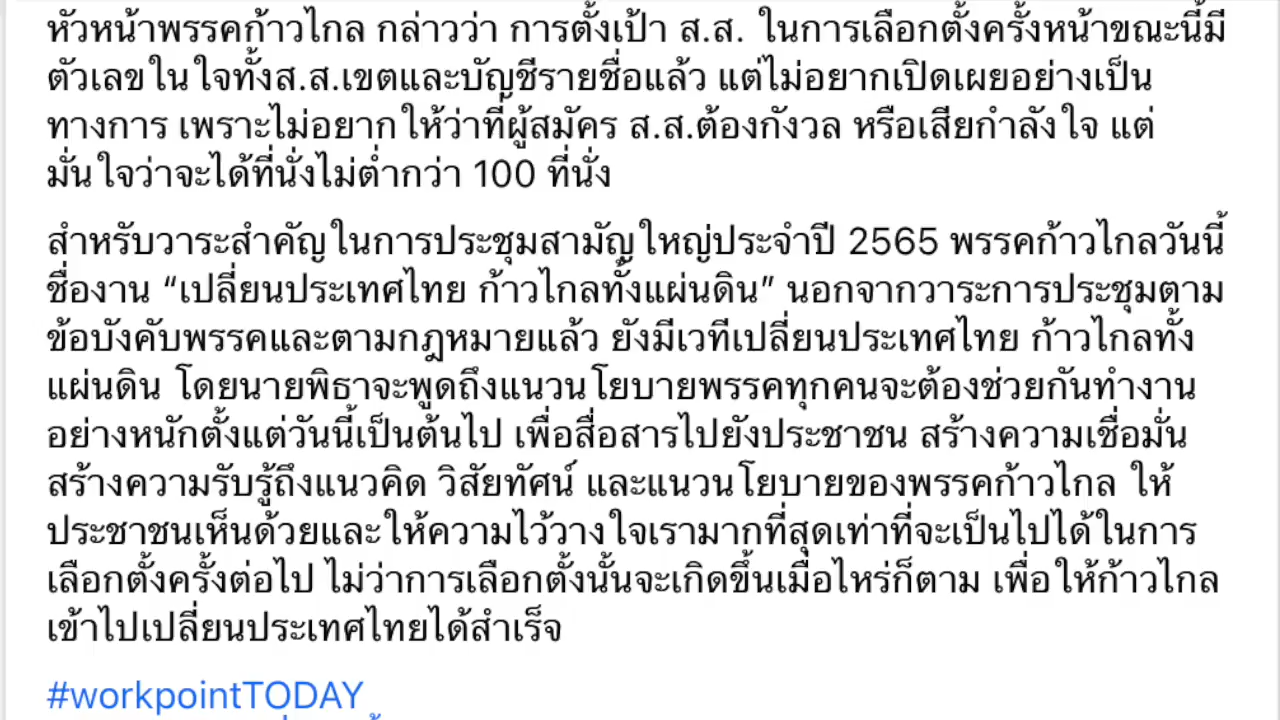 หัวหน้าพรรคก้าวไกล กล่าวว่า การตั้งเป้า ส.ส. ในการเลือกตั้งครั้งหน้าขณะนี้มี
ตัวเลขในใจทั้งส.ส.เขตและบัญชีรายชื่อแล้ว แต่ไม่อยากเปิดเผยอย่างเป็น
ทางการ เพราะไม่อยากให้ว่าที่ผู้สมัคร ส.ส.ต้องกังวล หรือเสียกำลังใจ แต่
มั่นใจว่าจะได้ที่นั่งไม่ต่ำกว่า 100 ที่นั่ง
สำหรับวาระสำคัญในการประชุมสามัญใหญ่ประจำปี 2565 พรรคก้าวไกลวันนี้
ชื่องาน “เปลี่ยนประเทศไทย ก้าวไกลทั้งแผ่นดิน” นอกจากวาระการประชุมตาม
ข้อบังคับพรรคและตามกฎหมายแล้ว ยังมีเวทีเปลี่ยนประเทศไทย ก้าวไกลทั้ง
แผ่นดิน โดยนายพิธาจะพูดถึงแนวนโยบายพรรคทุกคนจะต้องช่วยกันทำงาน
อย่างหนักตั้งแต่วันนี้เป็นต้นไป เพื่อสื่อสารไปยังประชาชน สร้างความเชื่อมั่น
สร้างความรับรู้ถึงแนวคิด วิสัยทัศน์ และแนวนโยบายของพรรคก้าวไกล ให้
ประชาชนเห็นด้วยและให้ความไว้วางใจเรามากที่สุดเท่าที่จะเป็นไปได้ในการ
เลือกตั้งครั้งต่อไป ไม่ว่าการเลือกตั้งนั้นจะเกิดขึ้นเมื่อไหร่ก็ตาม เพื่อให้ก้าวไกล
เข้าไปเปลี่ยนประเทศไทยได้สำเร็จ
#workpointTODAY